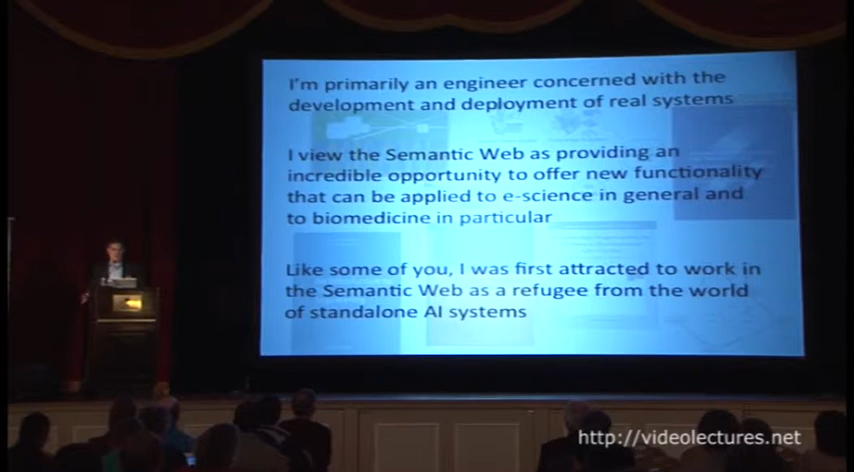 I'm primarily an engineer concerned with the
development and deployment of real systems
I view the Semantic Web as providing an
incredible opportunity to offer new functionality
that can be applied to e-science in general and
to biomedicine in particular
Like some of you, I was first attracted to work in
the Semantic Web as a refugee from the world
of standalone AI systems
http://videolectures.net